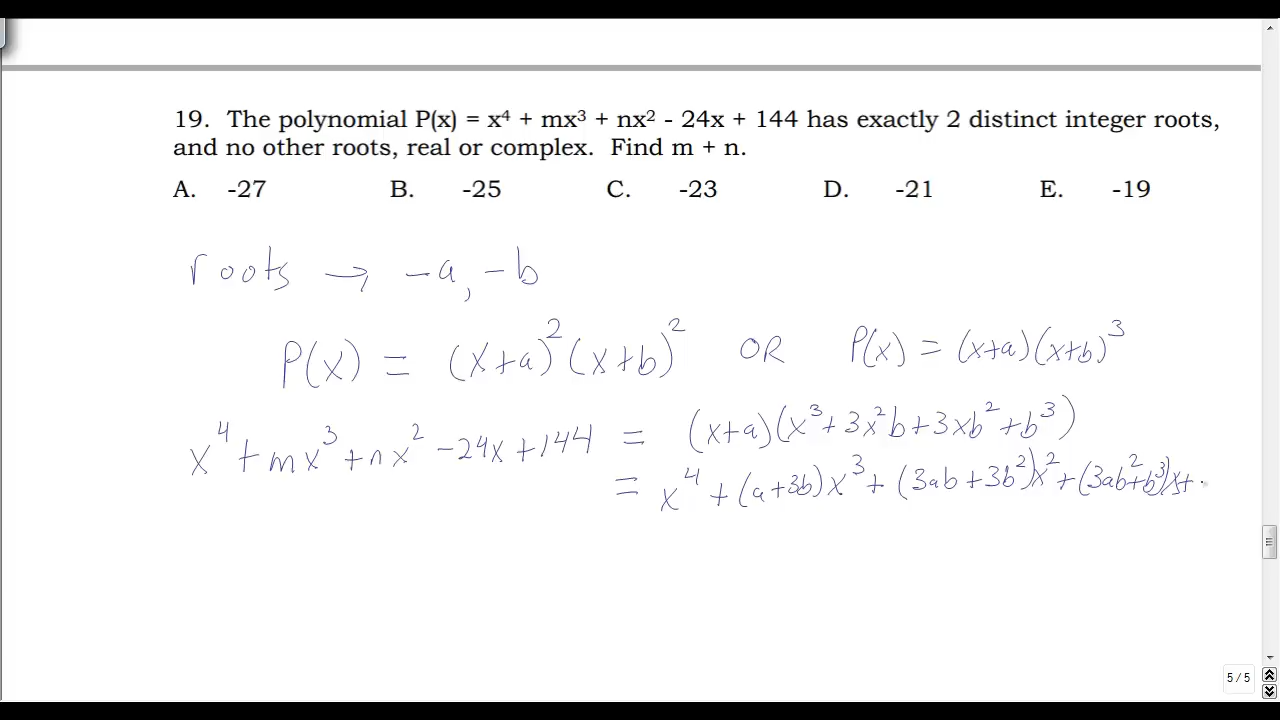 19. The polynomial P(x) = x⁴ + mx³ + nx² - 24x + 144 has exactly 2 distinct integer roots,
and no other roots, real or complex. Find m + n.
A. -27 B. -25 C. -23 D. -21 E. -19
roots → -a, -b
P(x) = (x+a)²(x+b)² OR P(x) = (x+a)(x+b)³
x⁴ + mx³ + nx² - 24x + 144 = (x+a)(x³ + 3x²b + 3xb² + b³)
= x⁴ + (a+3b)x³ + (3ab + 3b²)x² + (3ab² + b³)x +
5 / 5